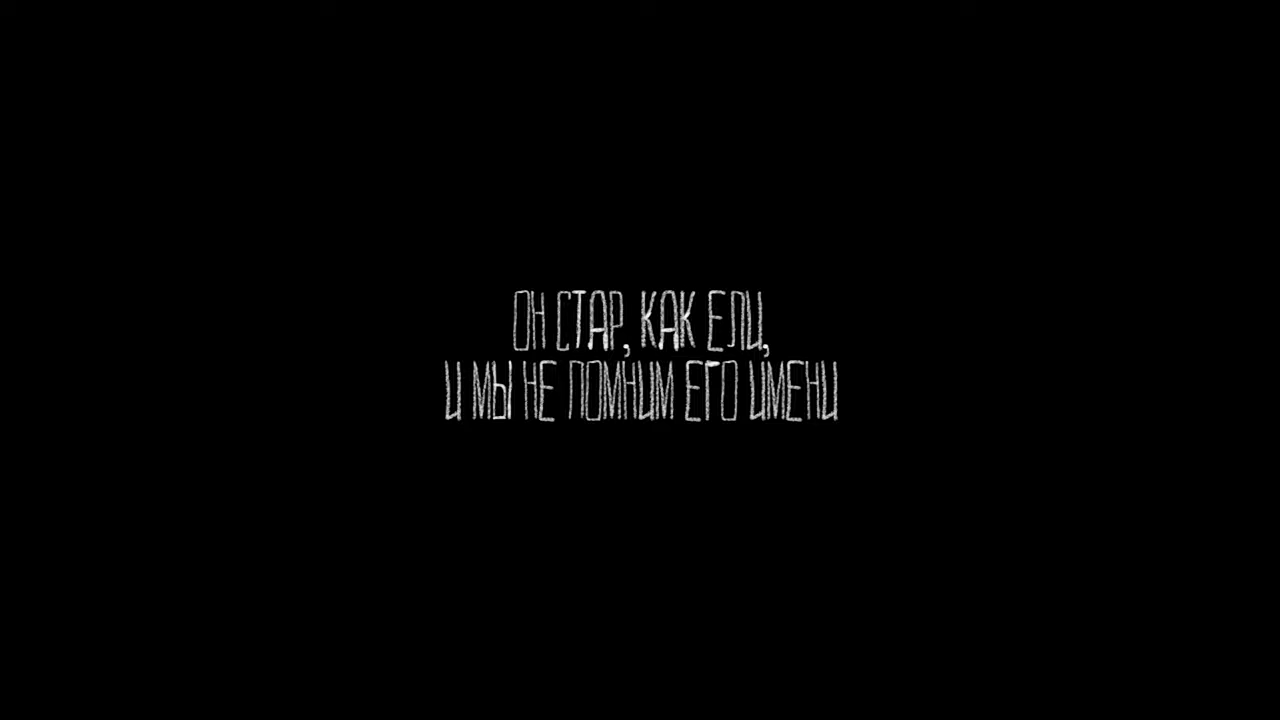 ОН СТАР, КАК ЕЛИ,
И МЫ НЕ ПОМНИМ ЕГО ИМЕНИ